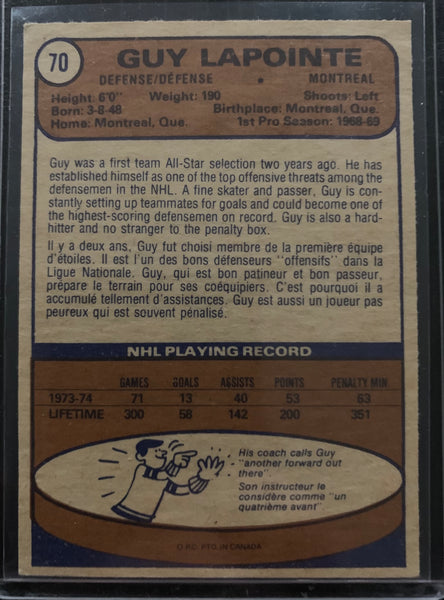 70
GUY LAPOINTE
DEFENSE/DÉFENSE • MONTREAL
Height: 6'0" Weight: 190 Shoots: Left
Born: 3-8-48 Birthplace: Montreal, Que.
Home: Montreal, Que. 1st Pro Season: 1968-69
Guy was a first team All-Star selection two years ago. He has
established himself as one of the top offensive threats among the
defensemen in the NHL. A fine skater and passer, Guy is con-
stantly setting up teammates for goals and could become one of
the highest-scoring defensemen on record. Guy is also a hard-
hitter and no stranger to the penalty box.
Il y a deux ans, Guy fut choisi membre de la première équipe
d'étoiles. Il est l'un des bons défenseurs "offensifs" dans la
Ligue Nationale. Guy, qui est bon patineur et bon passeur,
prépare le terrain pour ses coéquipiers. C'est pourquoi il a
accumulé tellement d'assistances. Guy est aussi un joueur pas
peureux qui est souvent pénalisé.
NHL PLAYING RECORD
GAMES GOALS ASSISTS POINTS PENALTY MIN.
1973-74 71 13 40 53 63
LIFETIME 300 58 142 200 351
His coach calls Guy
"another forward out
there".
Son instructeur le
considère comme "un
quatrième avant".
O.P.C. PTD. IN CANADA